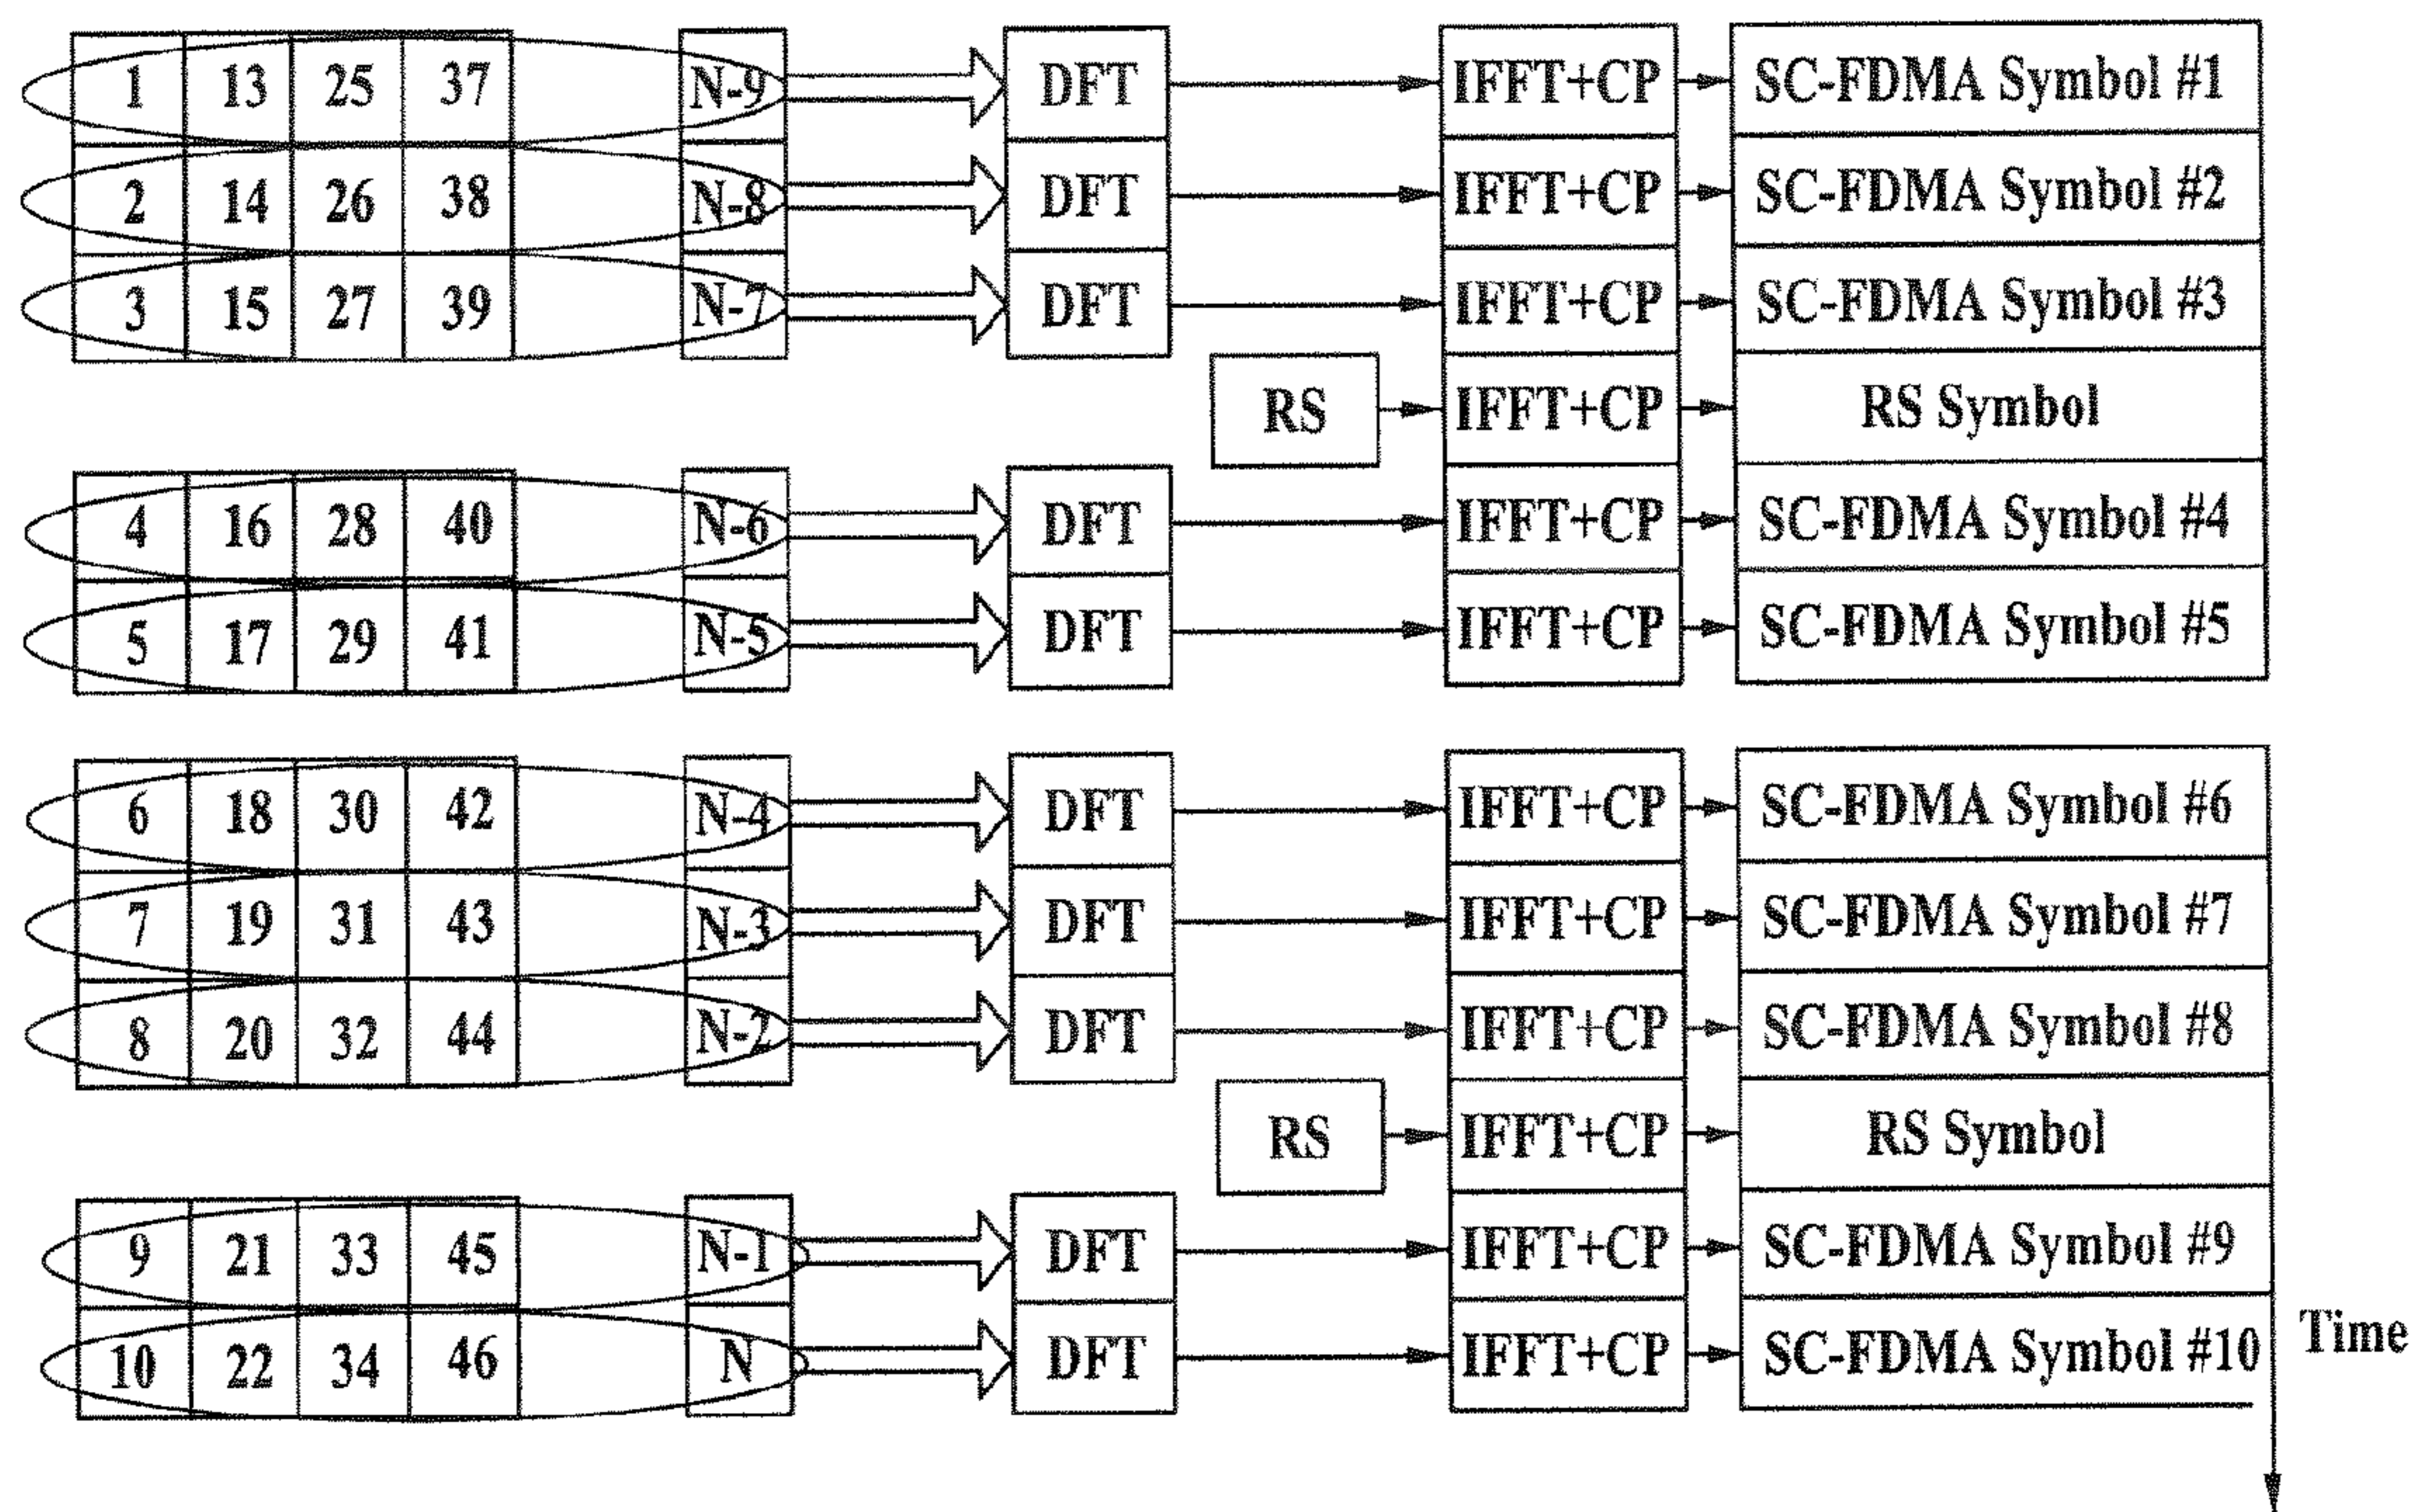 1 13 25 37 N-9 DFT IFFT+CP SC-FDMA Symbol #1
2 14 26 38 N-8 DFT IFFT+CP SC-FDMA Symbol #2
3 15 27 39 N-7 DFT IFFT+CP SC-FDMA Symbol #3
RS IFFT+CP RS Symbol
4 16 28 40 N-6 DFT IFFT+CP SC-FDMA Symbol #4
5 17 29 41 N-5 DFT IFFT+CP SC-FDMA Symbol #5
6 18 30 42 N-4 DFT IFFT+CP SC-FDMA Symbol #6
7 19 31 43 N-3 DFT IFFT+CP SC-FDMA Symbol #7
8 20 32 44 N-2 DFT IFFT+CP SC-FDMA Symbol #8
RS IFFT+CP RS Symbol
9 21 33 45 N-1 DFT IFFT+CP SC-FDMA Symbol #9
10 22 34 46 N DFT IFFT+CP SC-FDMA Symbol #10
Time